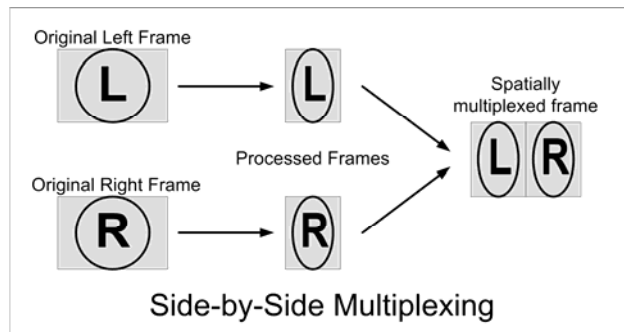 Original Left Frame
L
L
Spatially
multiplexed frame
L R
Processed Frames
Original Right Frame
R
R
Side-by-Side Multiplexing